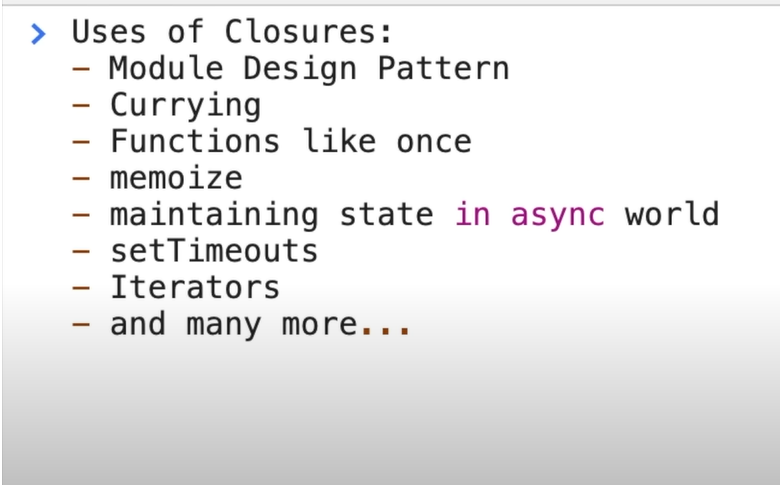 > Uses of Closures:
– Module Design Pattern
– Currying
– Functions like once
– memoize
– maintaining state in async world
– setTimeouts
– Iterators
– and many more...